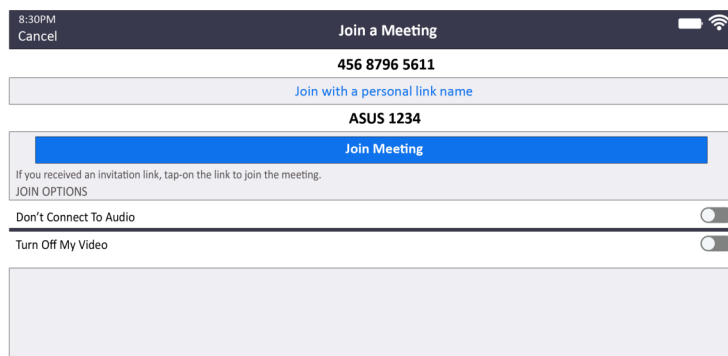 8:30PM
Cancel
Join a Meeting
456 8796 5611
Join with a personal link name
ASUS 1234
Join Meeting
If you received an invitation link, tap-on the link to join the meeting.
JOIN OPTIONS
Don't Connect To Audio
Turn Off My Video